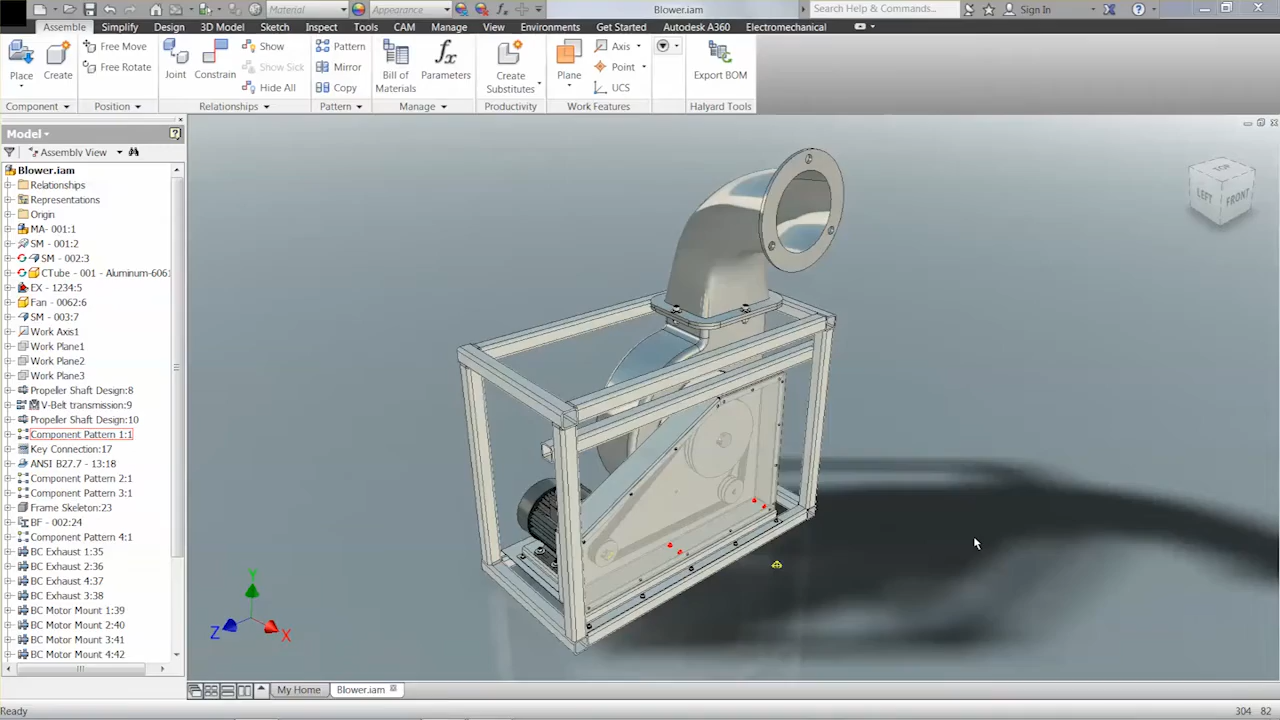 Material
Appearance
Blower.iam
Search Help & Commands...
Sign In
Assemble Simplify Design 3D Model Sketch Inspect Tools CAM Manage View Environments Get Started Autodesk A360 Electromechanical
Place
Create
Free Move
Free Rotate
Component
Position
Joint
Constrain
Show
Show Sick
Hide All
Relationships
Pattern
Mirror
Copy
Pattern
Bill of
Materials
Parameters
Manage
Create
Substitutes
Productivity
Plane
Axis
Point
UCS
Work Features
Export BOM
Halyard Tools
Model
Assembly View
Blower.iam
Relationships
Representations
Origin
MA- 001:1
SM - 001:2
SM - 002:3
CTube - 001 - Aluminum-6061
EX - 1234:5
Fan - 0062:6
SM - 003:7
Work Axis1
Work Plane1
Work Plane2
Work Plane3
Propeller Shaft Design:8
V-Belt transmission:9
Propeller Shaft Design:10
Component Pattern 1:1
Key Connection:17
ANSI B27.7 - 13:18
Component Pattern 2:1
Component Pattern 3:1
Frame Skeleton:23
BF - 002:24
Component Pattern 4:1
BC Exhaust 1:35
BC Exhaust 2:36
BC Exhaust 4:37
BC Exhaust 3:38
BC Motor Mount 1:39
BC Motor Mount 2:40
BC Motor Mount 3:41
BC Motor Mount 4:42
TOP
LEFT
FRONT
Y
Z
X
My Home
Blower.iam
Ready
304 82